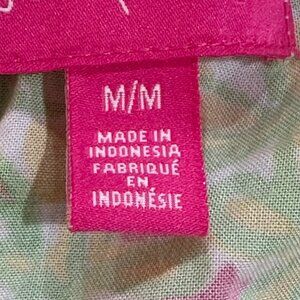 M/M
MADE IN
INDONESIA
FABRIQUÉ
EN
INDONÉSIE